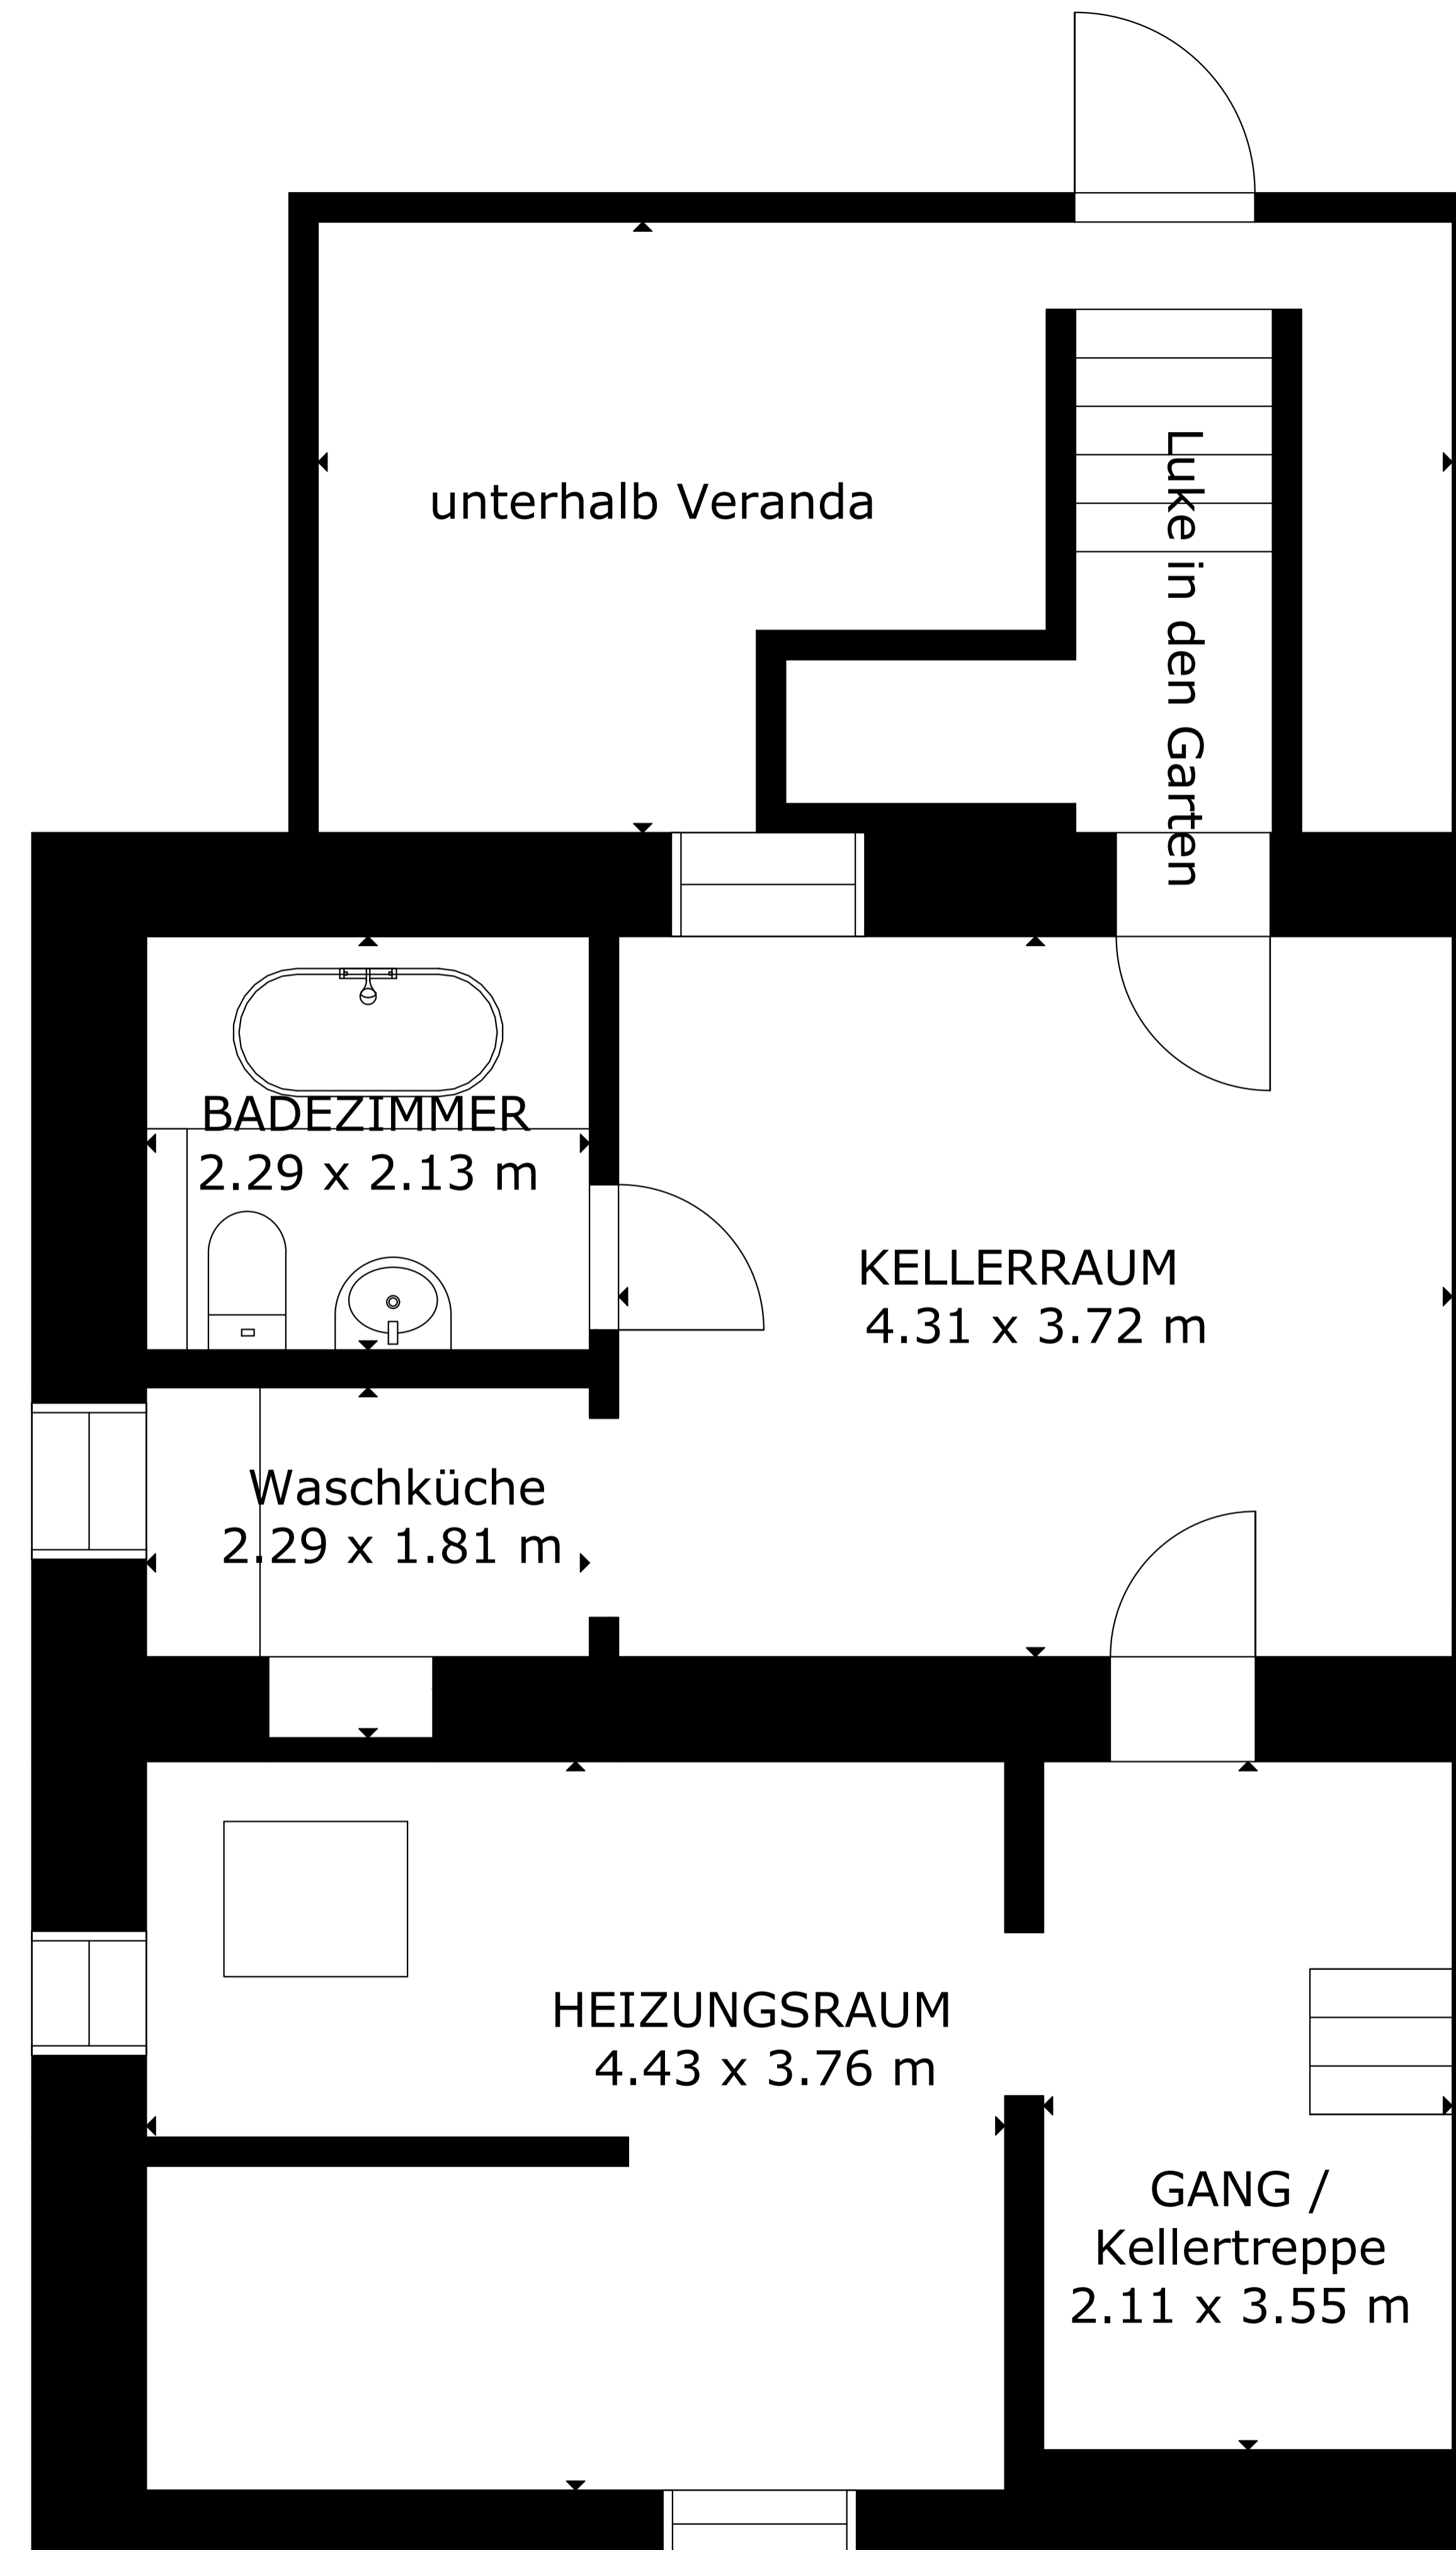 unterhalb Veranda
Luke in den Garten
BADEZIMMER
2.29 x 2.13 m
KELLERRAUM
4.31 x 3.72 m
Waschküche
2.29 x 1.81 m
HEIZUNGSRAUM
4.43 x 3.76 m
GANG /
Kellertreppe
2.11 x 3.55 m